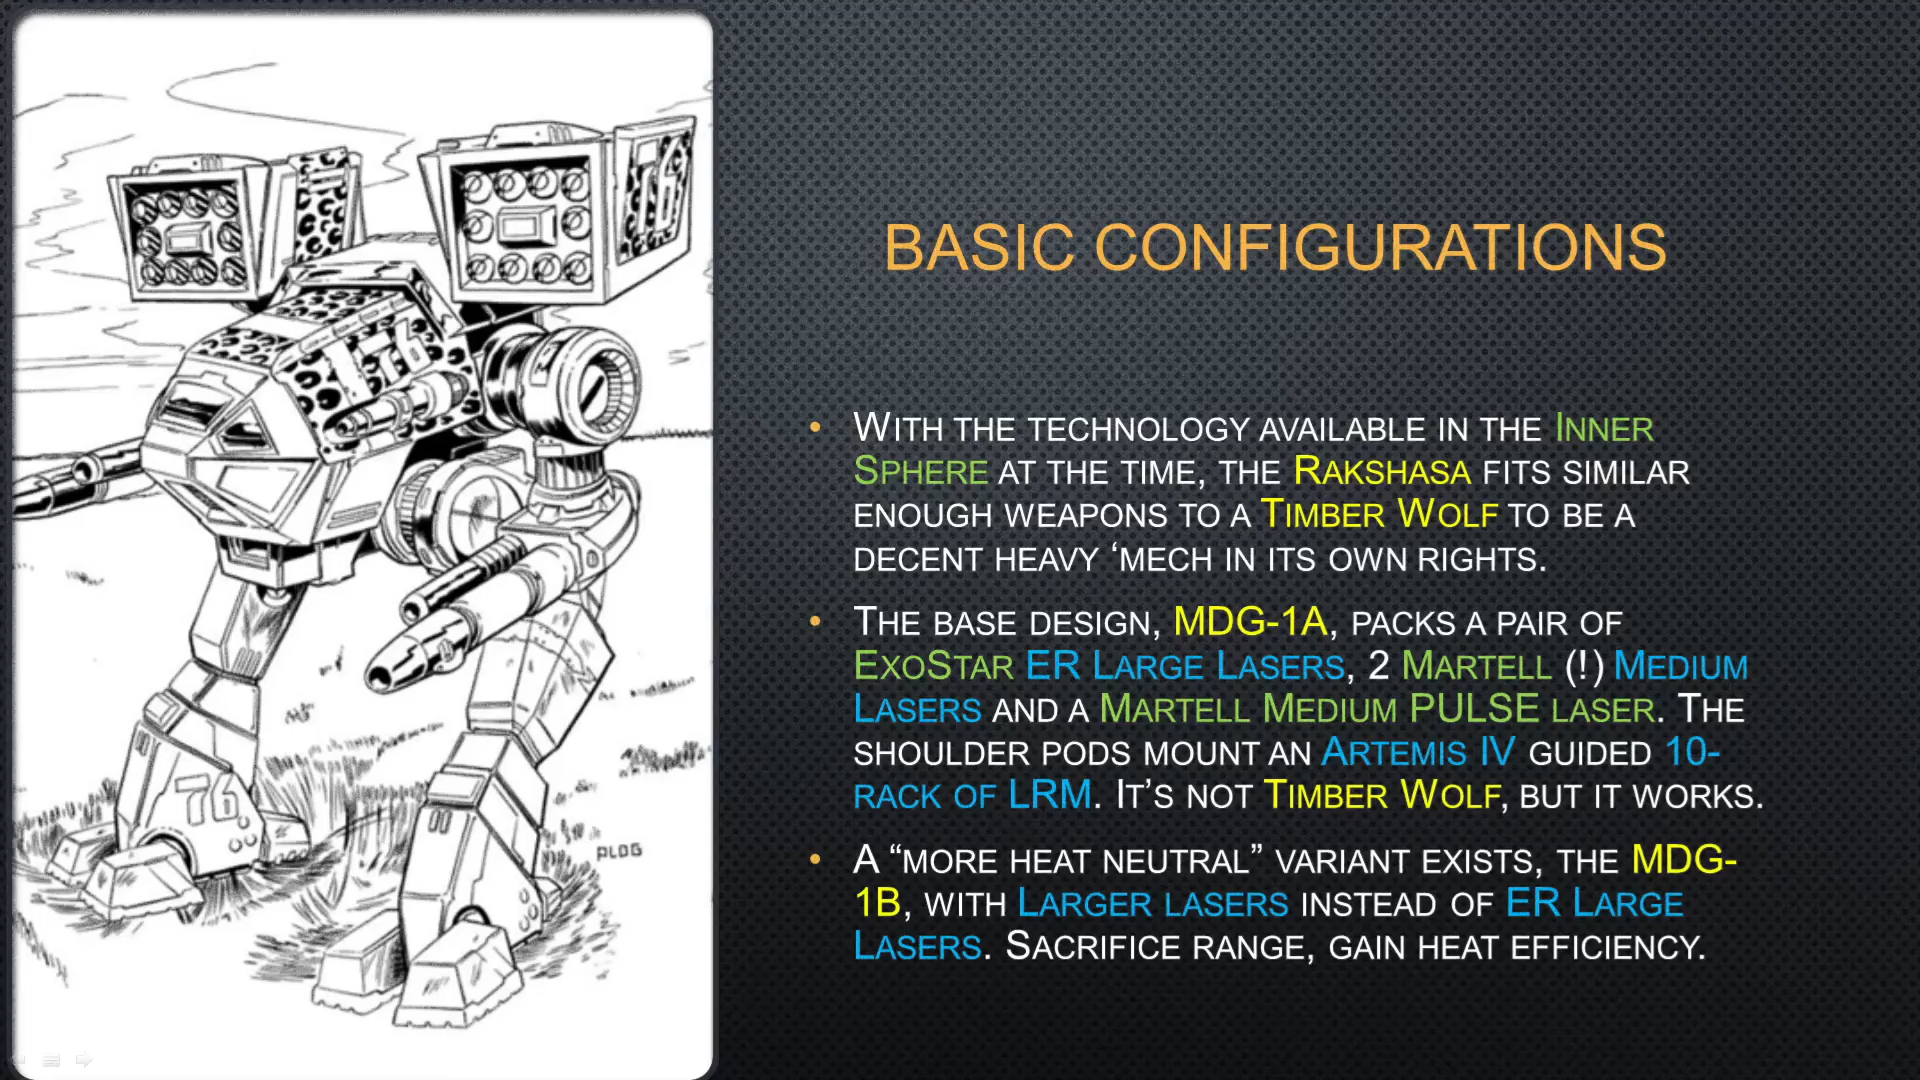 BASIC CONFIGURATIONS
• WITH THE TECHNOLOGY AVAILABLE IN THE INNER
SPHERE AT THE TIME, THE RAKSHASA FITS SIMILAR
ENOUGH WEAPONS TO A TIMBER WOLF TO BE A
DECENT HEAVY ‘MECH IN ITS OWN RIGHTS.
• THE BASE DESIGN, MDG-1A, PACKS A PAIR OF
EXOSTAR ER LARGE LASERS, 2 MARTELL (!) MEDIUM
LASERS AND A MARTELL MEDIUM PULSE LASER. THE
SHOULDER PODS MOUNT AN ARTEMIS IV GUIDED 10-
RACK OF LRM. IT’S NOT TIMBER WOLF, BUT IT WORKS.
• A “MORE HEAT NEUTRAL” VARIANT EXISTS, THE MDG-
1B, WITH LARGER LASERS INSTEAD OF ER LARGE
LASERS. SACRIFICE RANGE, GAIN HEAT EFFICIENCY.
T6
176
T6
PLOG